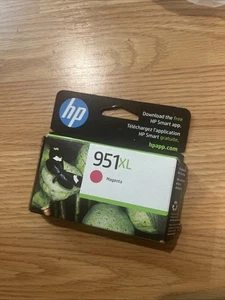 hp
Download the free
HP Smart app.
Téléchargez l'application
HP Smart gratuite.
hpapp.com
951XL
Magenta